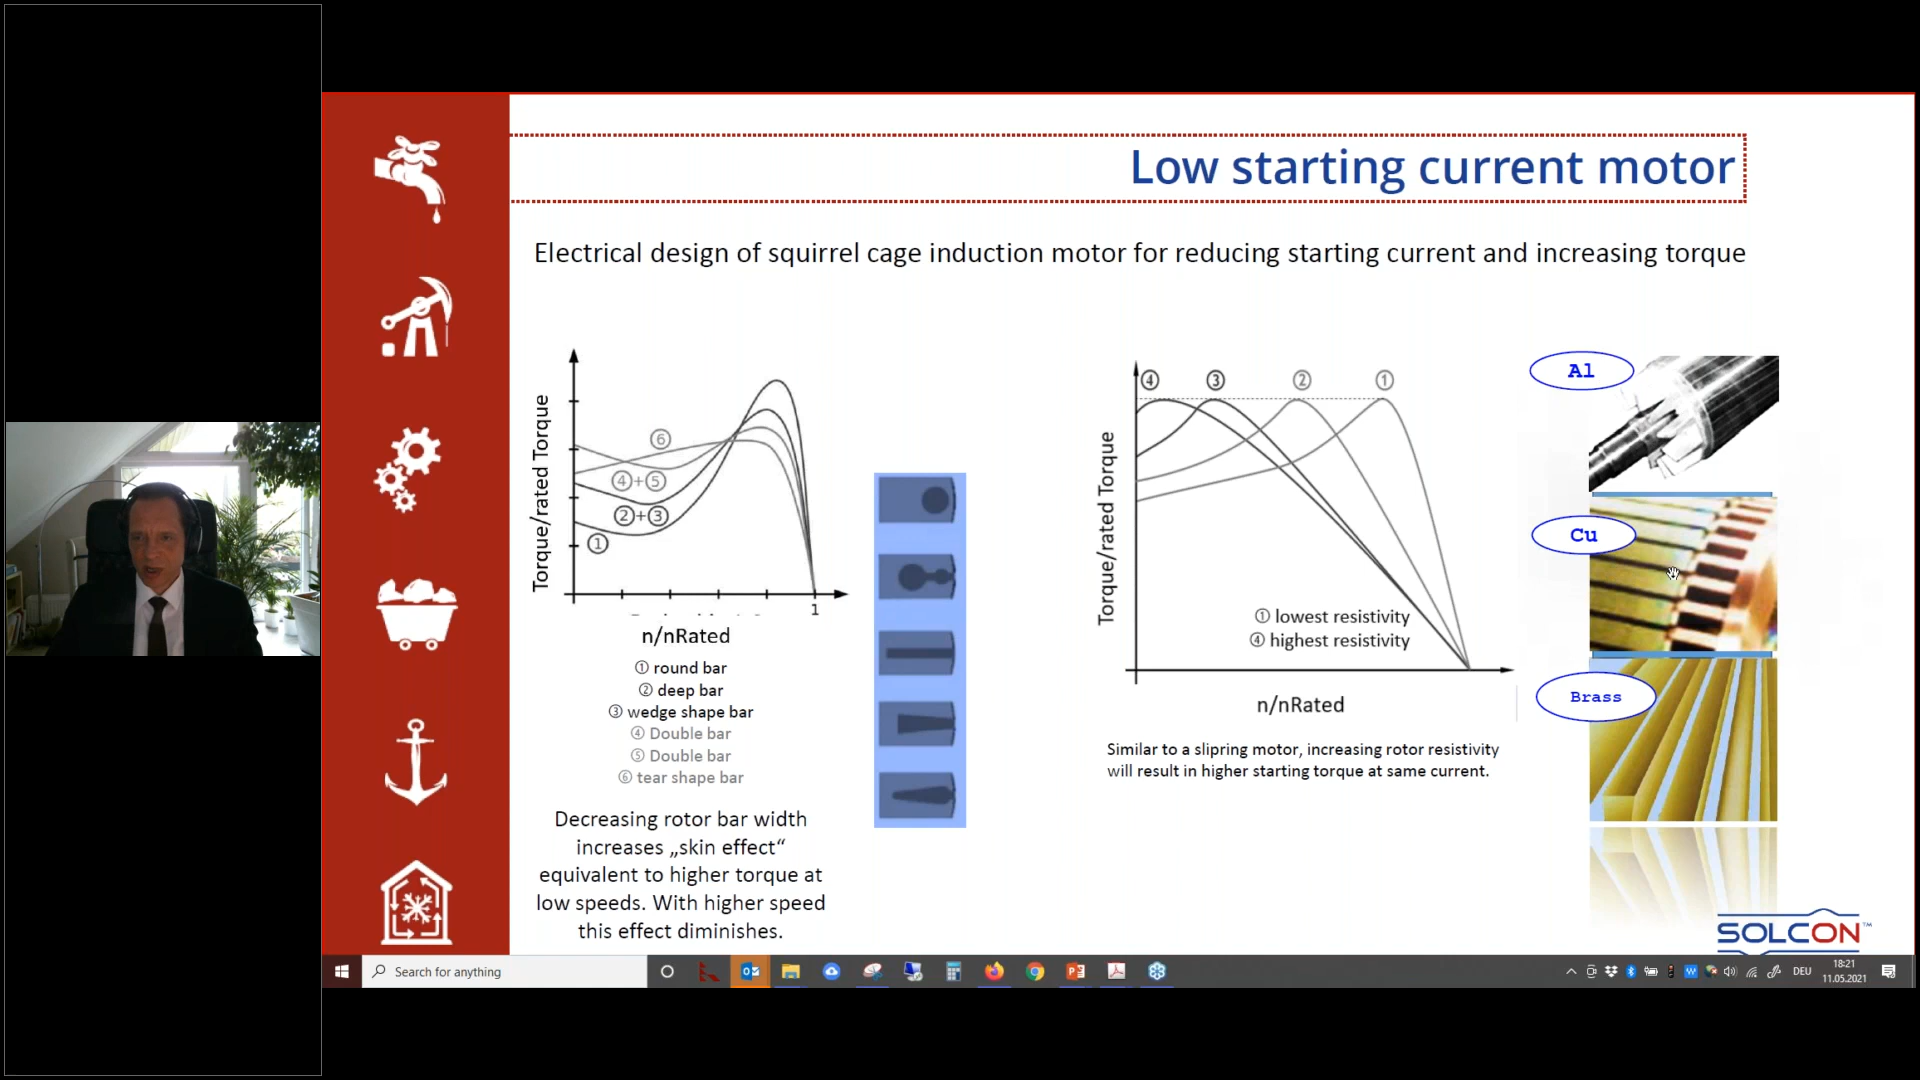 Low starting current motor
Electrical design of squirrel cage induction motor for reducing starting current and increasing torque
Torque/rated Torque
⑥
④+⑤
②+③
①
1
n/nRated
① round bar
② deep bar
③ wedge shape bar
④ Double bar
⑤ Double bar
⑥ tear shape bar
Decreasing rotor bar width
increases „skin effect“
equivalent to higher torque at
low speeds. With higher speed
this effect diminishes.
Torque/rated Torque
④ ③ ② ①
① lowest resistivity
④ highest resistivity
n/nRated
Similar to a slipring motor, increasing rotor resistivity
will result in higher starting torque at same current.
Al
Cu
Brass
SOLCON™
Search for anything
DEU
18:21
11.05.2021